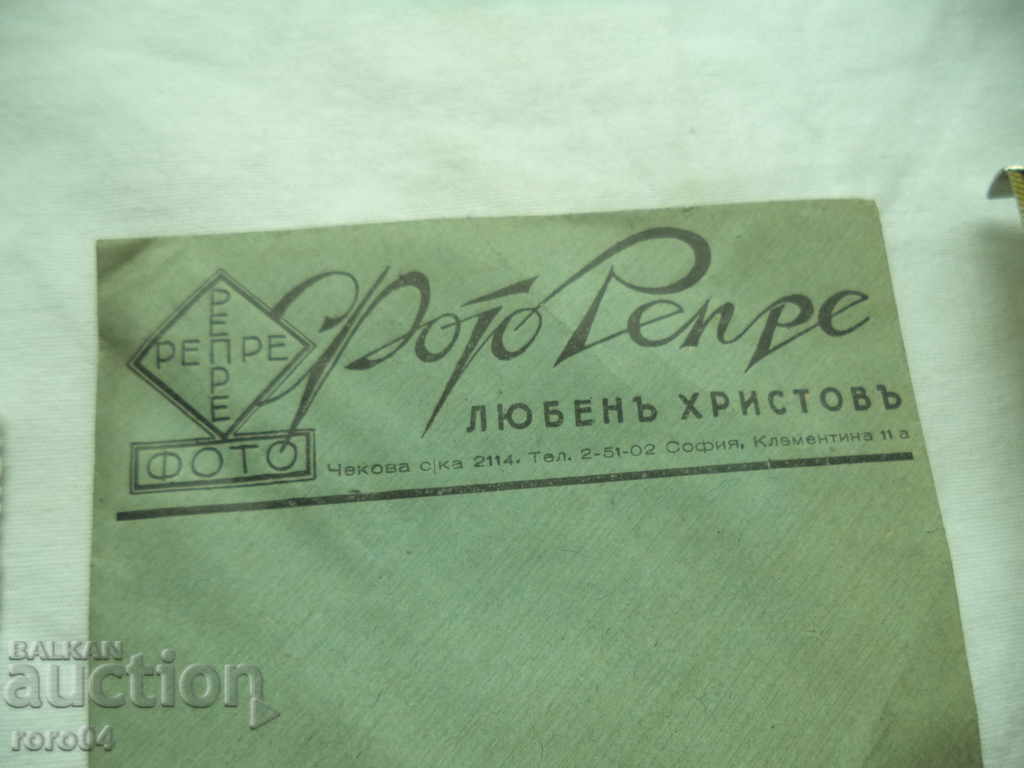 РЕПРЕ
РЕПРЕ
ФОТО
Фото Репре
ЛЮБЕНЪ ХРИСТОВЪ
Чекова с/ка 2114. Тел. 2-51-02 София, Клементина 11 а
BALKAN
auction
roro04